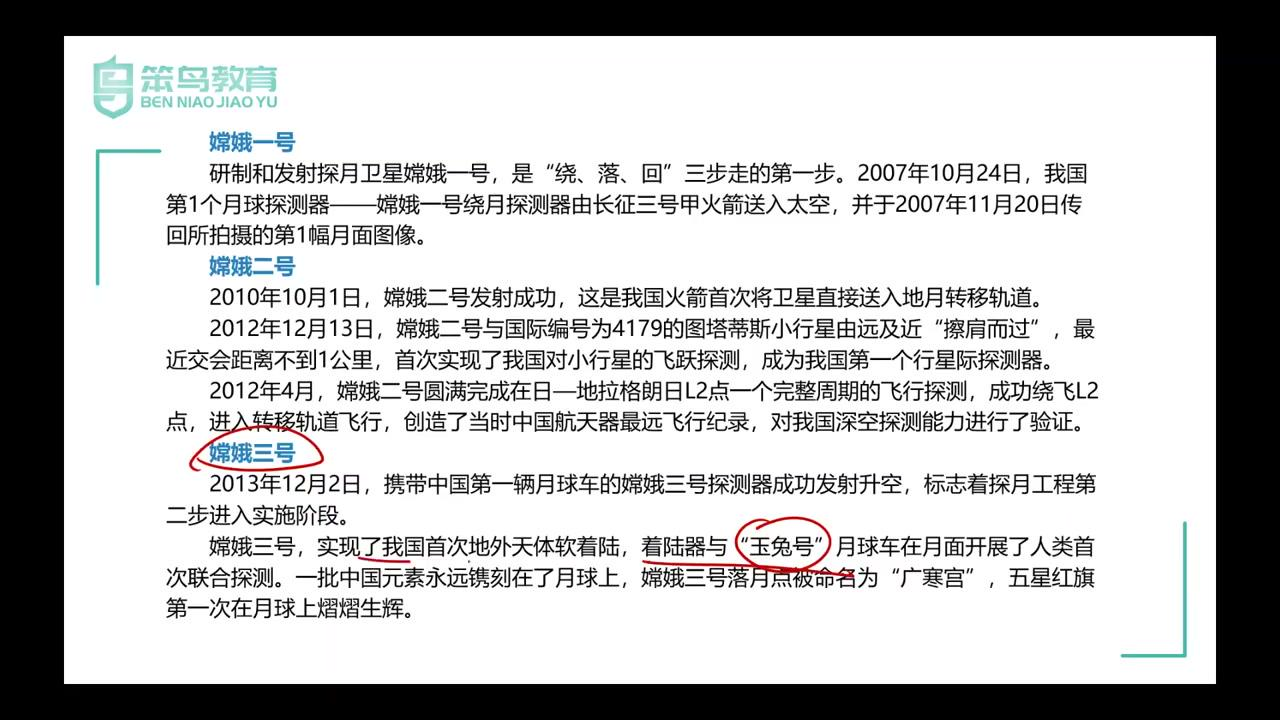 笨鸟教育
BEN NIAO JIAO YU
嫦娥一号
研制和发射探月卫星嫦娥一号，是“绕、落、回”三步走的第一步。2007年10月24日，我国
第1个月球探测器——嫦娥一号绕月探测器由长征三号甲火箭送入太空，并于2007年11月20日传
回所拍摄的第1幅月面图像。
嫦娥二号
2010年10月1日，嫦娥二号发射成功，这是我国火箭首次将卫星直接送入地月转移轨道。
2012年12月13日，嫦娥二号与国际编号为4179的图塔蒂斯小行星由远及近“擦肩而过”，最
近交会距离不到1公里，首次实现了我国对小行星的飞跃探测，成为我国第一个行星际探测器。
2012年4月，嫦娥二号圆满完成在日—地拉格朗日L2点一个完整周期的飞行探测，成功绕飞L2
点，进入转移轨道飞行，创造了当时中国航天器最远飞行纪录，对我国深空探测能力进行了验证。
嫦娥三号
2013年12月2日，携带中国第一辆月球车的嫦娥三号探测器成功发射升空，标志着探月工程第
二步进入实施阶段。
嫦娥三号，实现了我国首次地外天体软着陆，着陆器与“玉兔号”月球车在月面开展了人类首
次联合探测。一批中国元素永远镌刻在了月球上，嫦娥三号落月点被命名为“广寒宫”，五星红旗
第一次在月球上熠熠生辉。